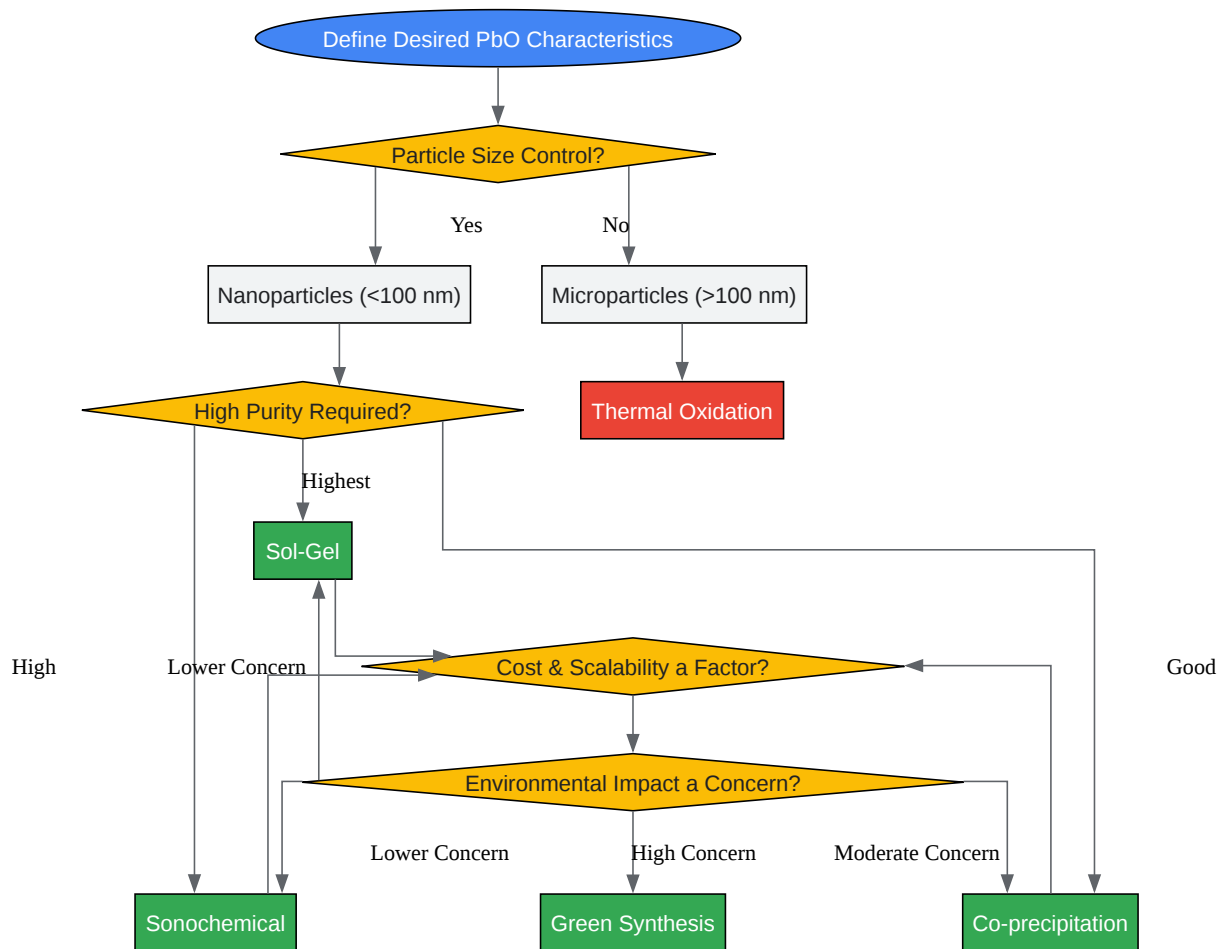 Define Desired PbO Characteristics
Particle Size Control?
Yes
No
Nanoparticles (<100 nm)
Microparticles (>100 nm)
High Purity Required?
Thermal Oxidation
Highest
Sol-Gel
High
Lower Concern
Cost & Scalability a Factor?
Good
Environmental Impact a Concern?
Lower Concern
High Concern
Moderate Concern
Sonochemical
Green Synthesis
Co-precipitation